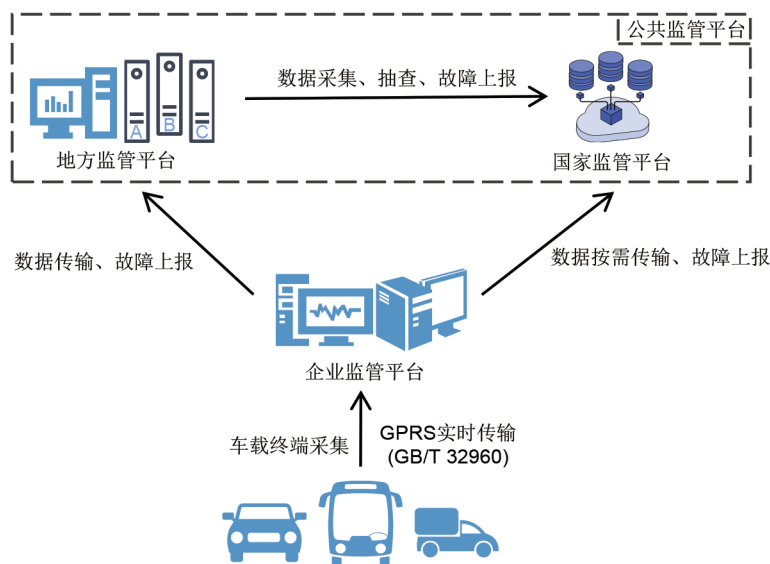 公共监管平台
数据采集、抽查、故障上报
A B C
地方监管平台
国家监管平台
数据传输、故障上报
数据按需传输、故障上报
企业监管平台
车载终端采集
GPRS实时传输
(GB/T 32960)